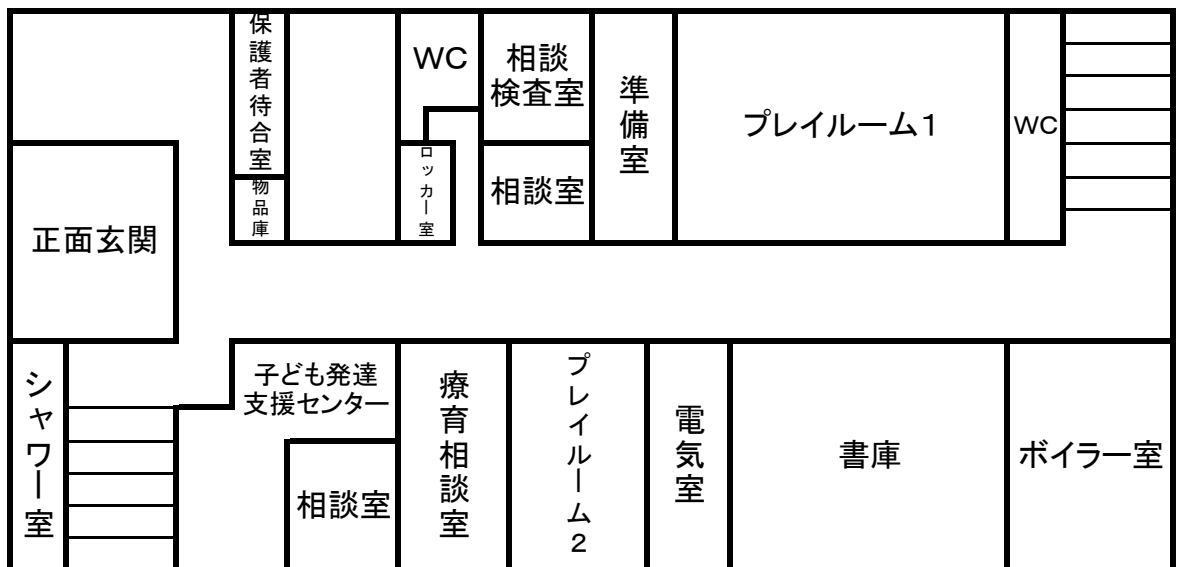 保護者待合室
物品庫
WC
ロッカー室
相談
検査室
相談室
準備室
プレイルーム1
WC
正面玄関
シャワー室
子ども発達
支援センター
相談室
療育相談室
プレイルーム2
電気室
書庫
ボイラー室